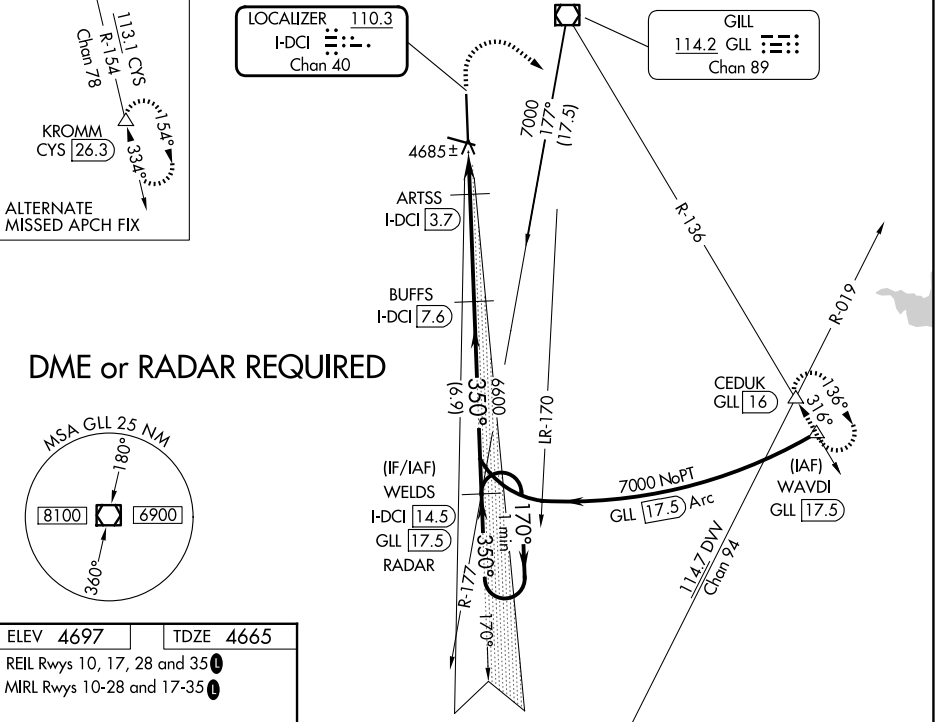 113.1 CYS
R-154
Chan 78
KROMM
CYS 26.3
154°
334°
ALTERNATE
MISSED APCH FIX
LOCALIZER 110.3
I-DCI
Chan 40
GILL
114.2 GLL
Chan 89
7000
177°
(17.5)
4685±
ARTSS
I-DCI 3.7
R-136
BUFFS
I-DCI 7.6
R-019
DME or RADAR REQUIRED
350°
(6.9)
6600
LR-170
CEDUK
GLL 16
136°
316°
MSA GLL 25 NM
180°
8100
6900
360°
(IF/IAF)
WELDS
I-DCI 14.5
GLL 17.5
RADAR
7000 NoPT
GLL 17.5 Arc
(IAF)
WAVDI
GLL 17.5
1 min
170°
350°
R-177
170°
114.7 DVV
Chan 94
ELEV 4697
TDZE 4665
REIL Rwys 10, 17, 28 and 35 L
MIRL Rwys 10-28 and 17-35 L